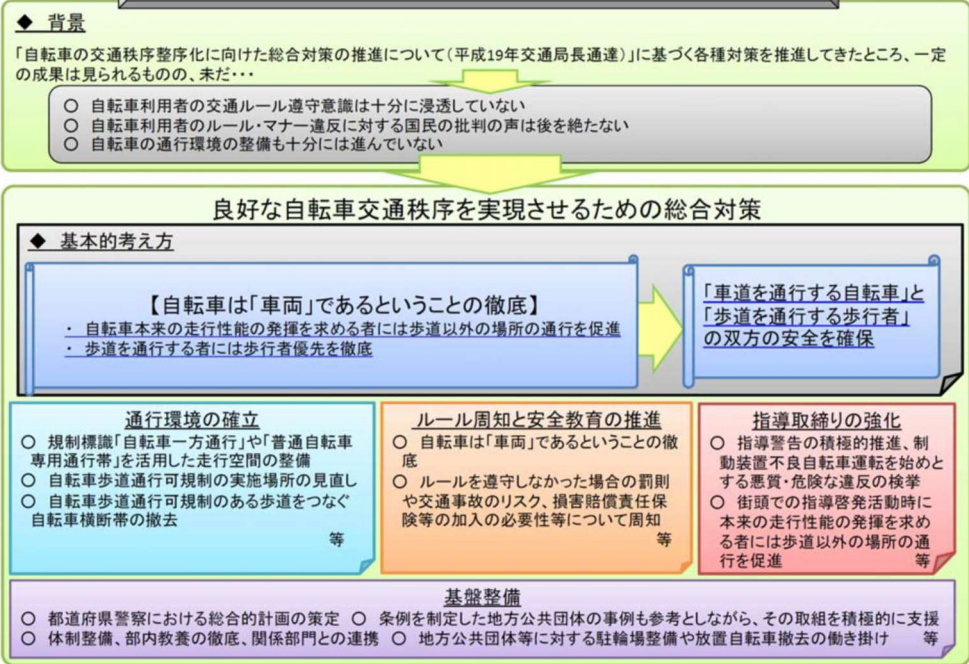 ◆ 背景
「自転車の交通秩序整序化に向けた総合対策の推進について(平成19年交通局長通達)」に基づく各種対策を推進してきたところ、一定
の成果は見られるものの、未だ・・・
○ 自転車利用者の交通ルール遵守意識は十分に浸透していない
○ 自転車利用者のルール・マナー違反に対する国民の批判の声は後を絶たない
○ 自転車の通行環境の整備も十分には進んでいない
良好な自転車交通秩序を実現させるための総合対策
◆ 基本的考え方
【自転車は「車両」であるということの徹底】
・ 自転車本来の走行性能の発揮を求める者には歩道以外の場所の通行を促進
・ 歩道を通行する者には歩行者優先を徹底
「車道を通行する自転車」と
「歩道を通行する歩行者」
の双方の安全を確保
通行環境の確立
○ 規制標識「自転車一方通行」や「普通自転車
専用通行帯」を活用した走行空間の整備
○ 自転車歩道通行可規制の実施場所の見直し
○ 自転車歩道通行可規制のある歩道をつなぐ
自転車横断帯の撤去
等
ルール周知と安全教育の推進
○ 自転車は「車両」であるということの徹
底
○ ルールを遵守しなかった場合の罰則
や交通事故のリスク、損害賠償責任保
険等の加入の必要性等について周知
等
指導取締りの強化
○ 指導警告の積極的推進、制
動装置不良自転車運転を始めと
する悪質・危険な違反の検挙
○ 街頭での指導啓発活動時に
本来の走行性能の発揮を求め
る者には歩道以外の場所の通
行を促進 等
基盤整備
○ 都道府県警察における総合的計画の策定 ○ 条例を制定した地方公共団体の事例も参考としながら、その取組を積極的に支援
○ 体制整備、部内教養の徹底、関係部門との連携 ○ 地方公共団体等に対する駐輪場整備や放置自転車撤去の働き掛け 等